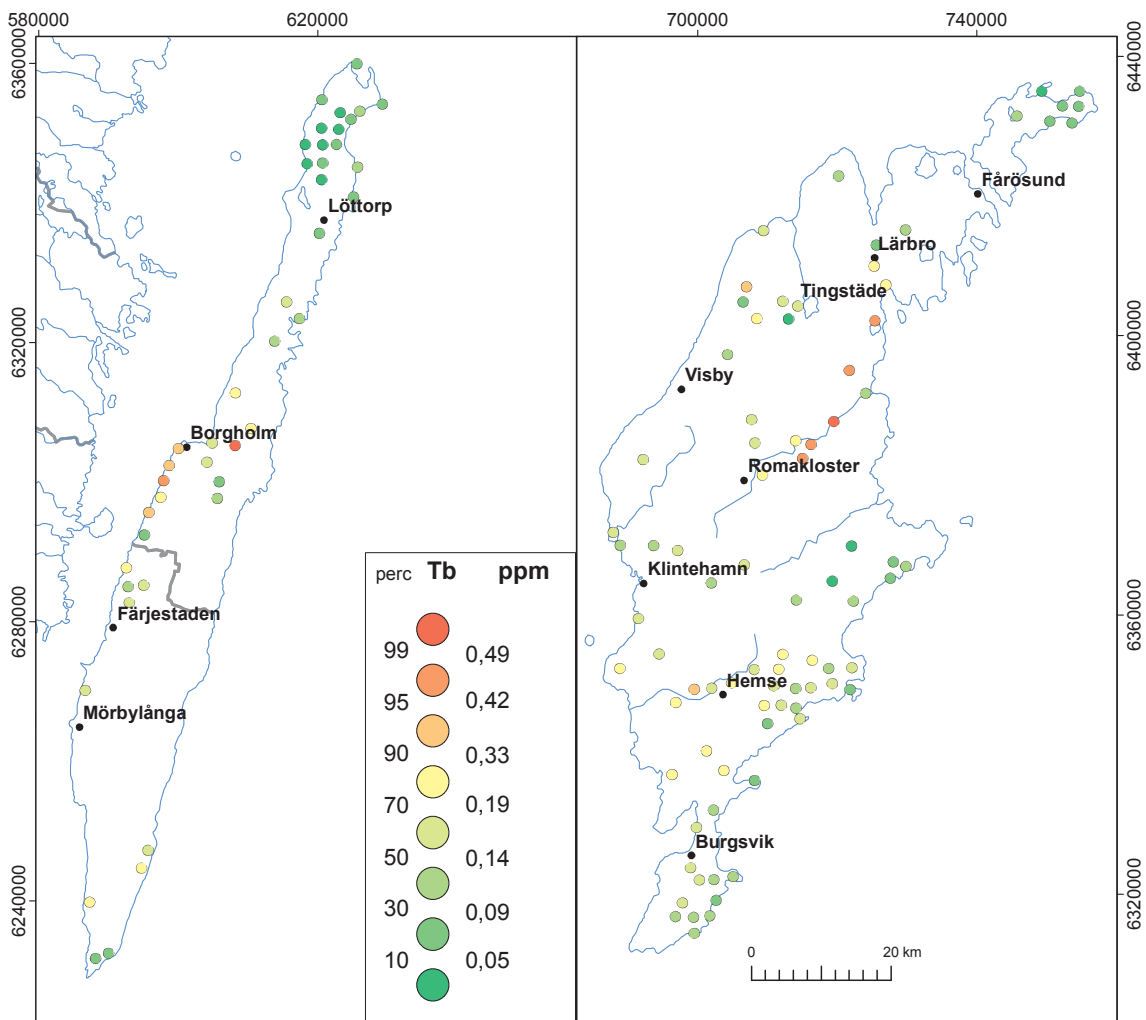 580000 620000 700000 740000
6360000
6320000
6280000
6240000
6440000
6400000
6360000
6320000
Löttorp
Borgholm
Färjestaden
Mörbylånga
Fårösund
Lärbro
Tingstäde
Visby
Romakloster
Klintehamn
Hemse
Burgsvik
perc Tb ppm
99 0,49
95 0,42
90 0,33
70 0,19
50 0,14
30 0,09
10 0,05
0 20 km